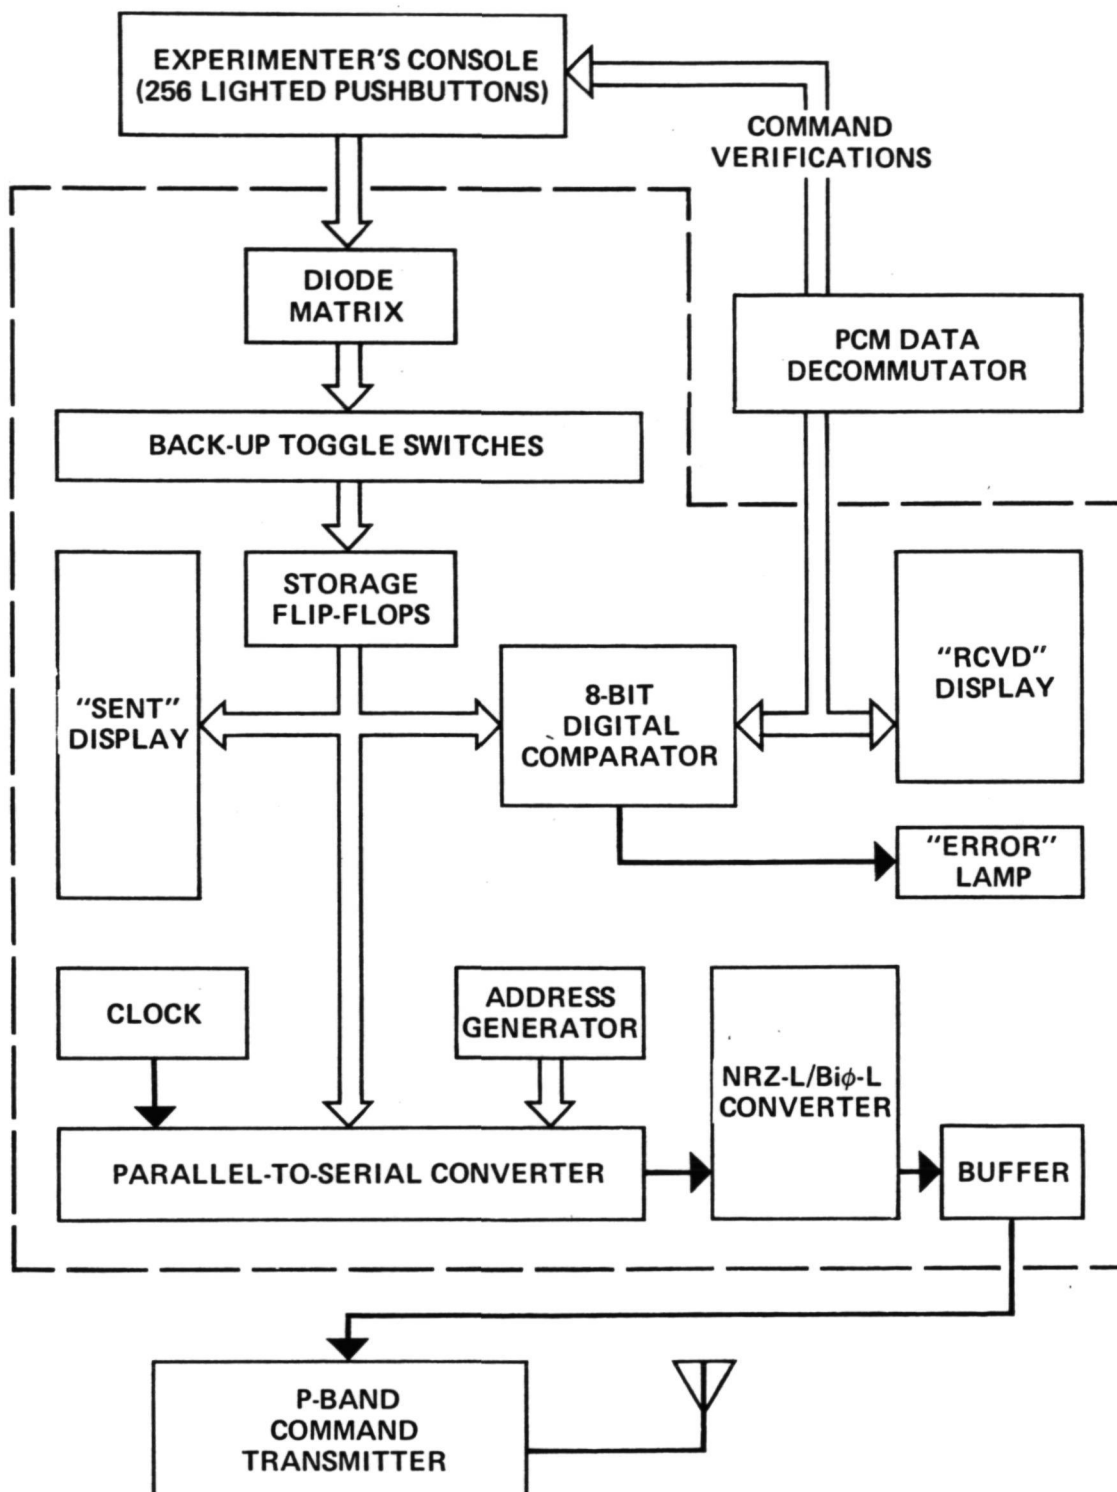 EXPERIMENTER'S CONSOLE
(256 LIGHTED PUSHBUTTONS)
COMMAND
VERIFICATIONS
DIODE
MATRIX
PCM DATA
DECOMMUTATOR
BACK-UP TOGGLE SWITCHES
STORAGE
FLIP-FLOPS
"SENT"
DISPLAY
8-BIT
DIGITAL
COMPARATOR
"RCVD"
DISPLAY
"ERROR"
LAMP
CLOCK
ADDRESS
GENERATOR
NRZ-L/Biφ-L
CONVERTER
PARALLEL-TO-SERIAL CONVERTER
BUFFER
P-BAND
COMMAND
TRANSMITTER